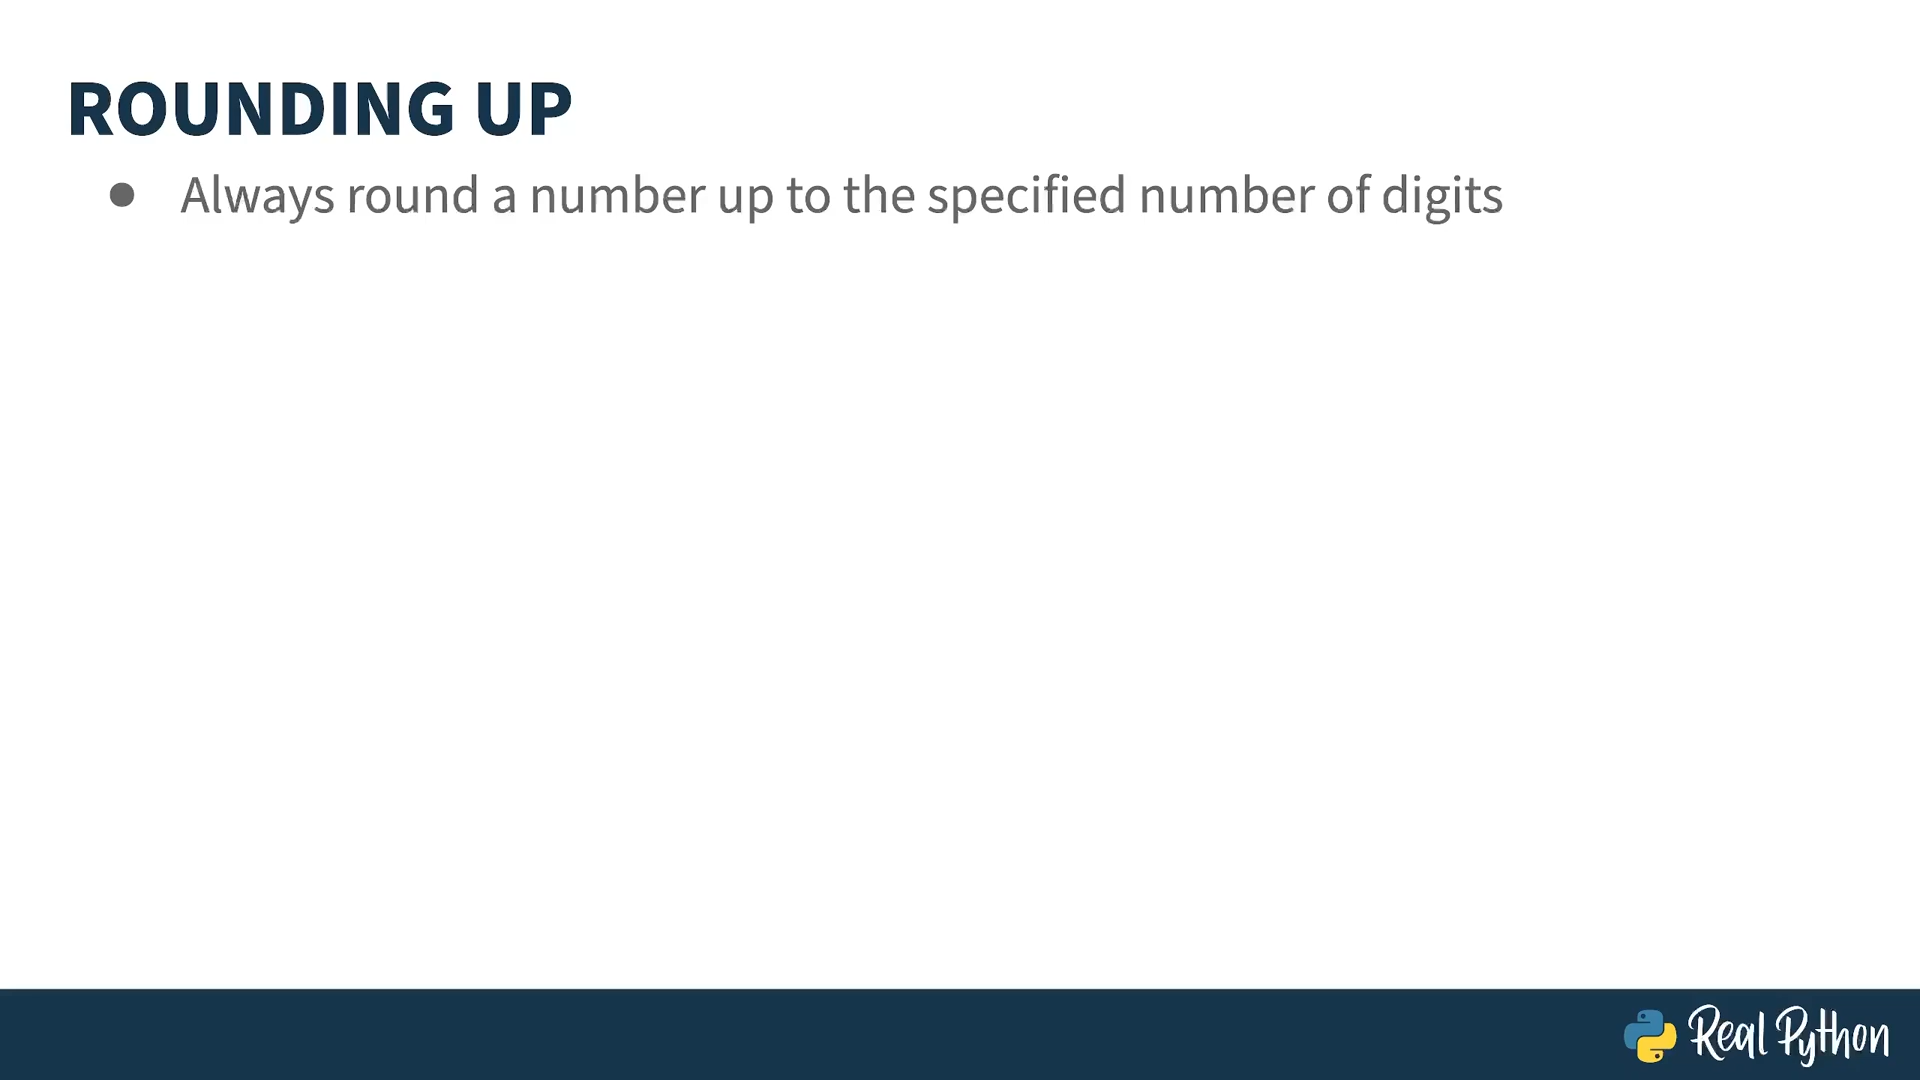 ROUNDING UP
● Always round a number up to the specified number of digits
Real Python